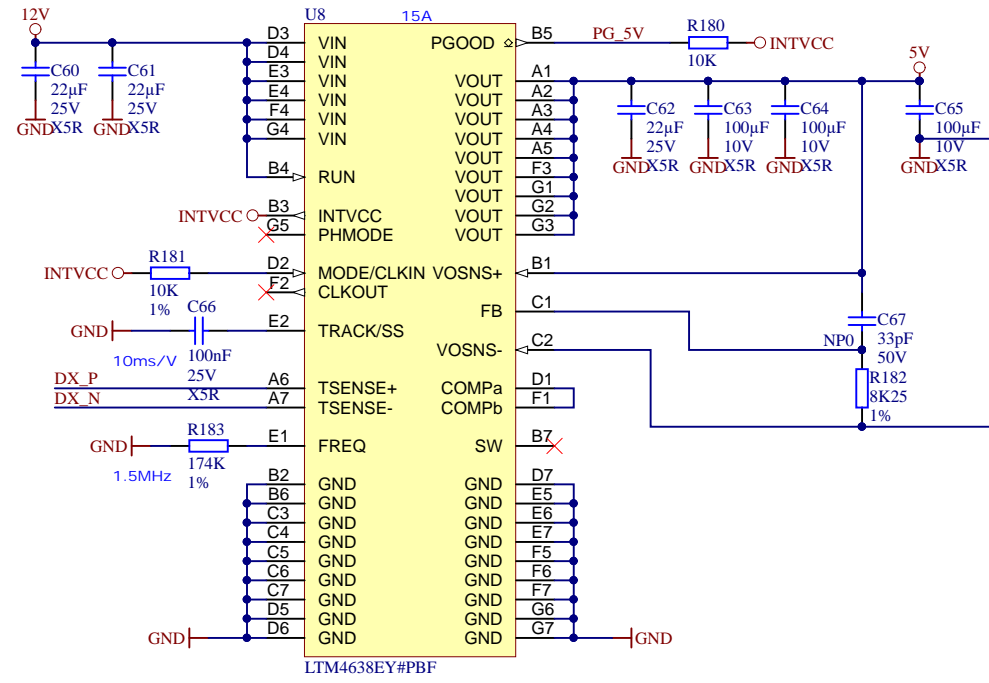 12V
U8
15A
C60
22µF
25V
X5R
GND
C61
22µF
25V
X5R
GND
D3 VIN
D4 VIN
E3 VIN
E4 VIN
F4 VIN
G4 VIN
B4 RUN
INTVCC
B3 INTVCC
G5 PHMODE
INTVCC
R181
10K
1%
D2 MODE/CLKIN
F2 CLKOUT
GND
C66
100nF
25V
X5R
10ms/V
E2 TRACK/SS
DX_P A6 TSENSE+
DX_N A7 TSENSE-
GND
R183
174K
1%
1.5MHz
E1 FREQ
B2 GND
B6 GND
C3 GND
C4 GND
C5 GND
C6 GND
C7 GND
D5 GND
GND D6 GND
PGOOD B5 PG_5V
R180
10K
INTVCC
VOUT A1
VOUT A2
VOUT A3
VOUT A4
VOUT A5
VOUT F3
VOUT G1
VOUT G2
VOUT G3
5V
C62
22µF
25V
X5R
GND
C63
100µF
10V
X5R
GND
C64
100µF
10V
X5R
GND
C65
100µF
10V
X5R
GND
VOSNS+ B1
FB C1
VOSNS- C2
NP0
C67
33pF
50V
R182
8K25
1%
COMPa D1
COMPb F1
SW B7
GND D7
GND E5
GND E6
GND E7
GND F5
GND F6
GND F7
GND G6
GND G7 GND
LTM4638EY#PBF